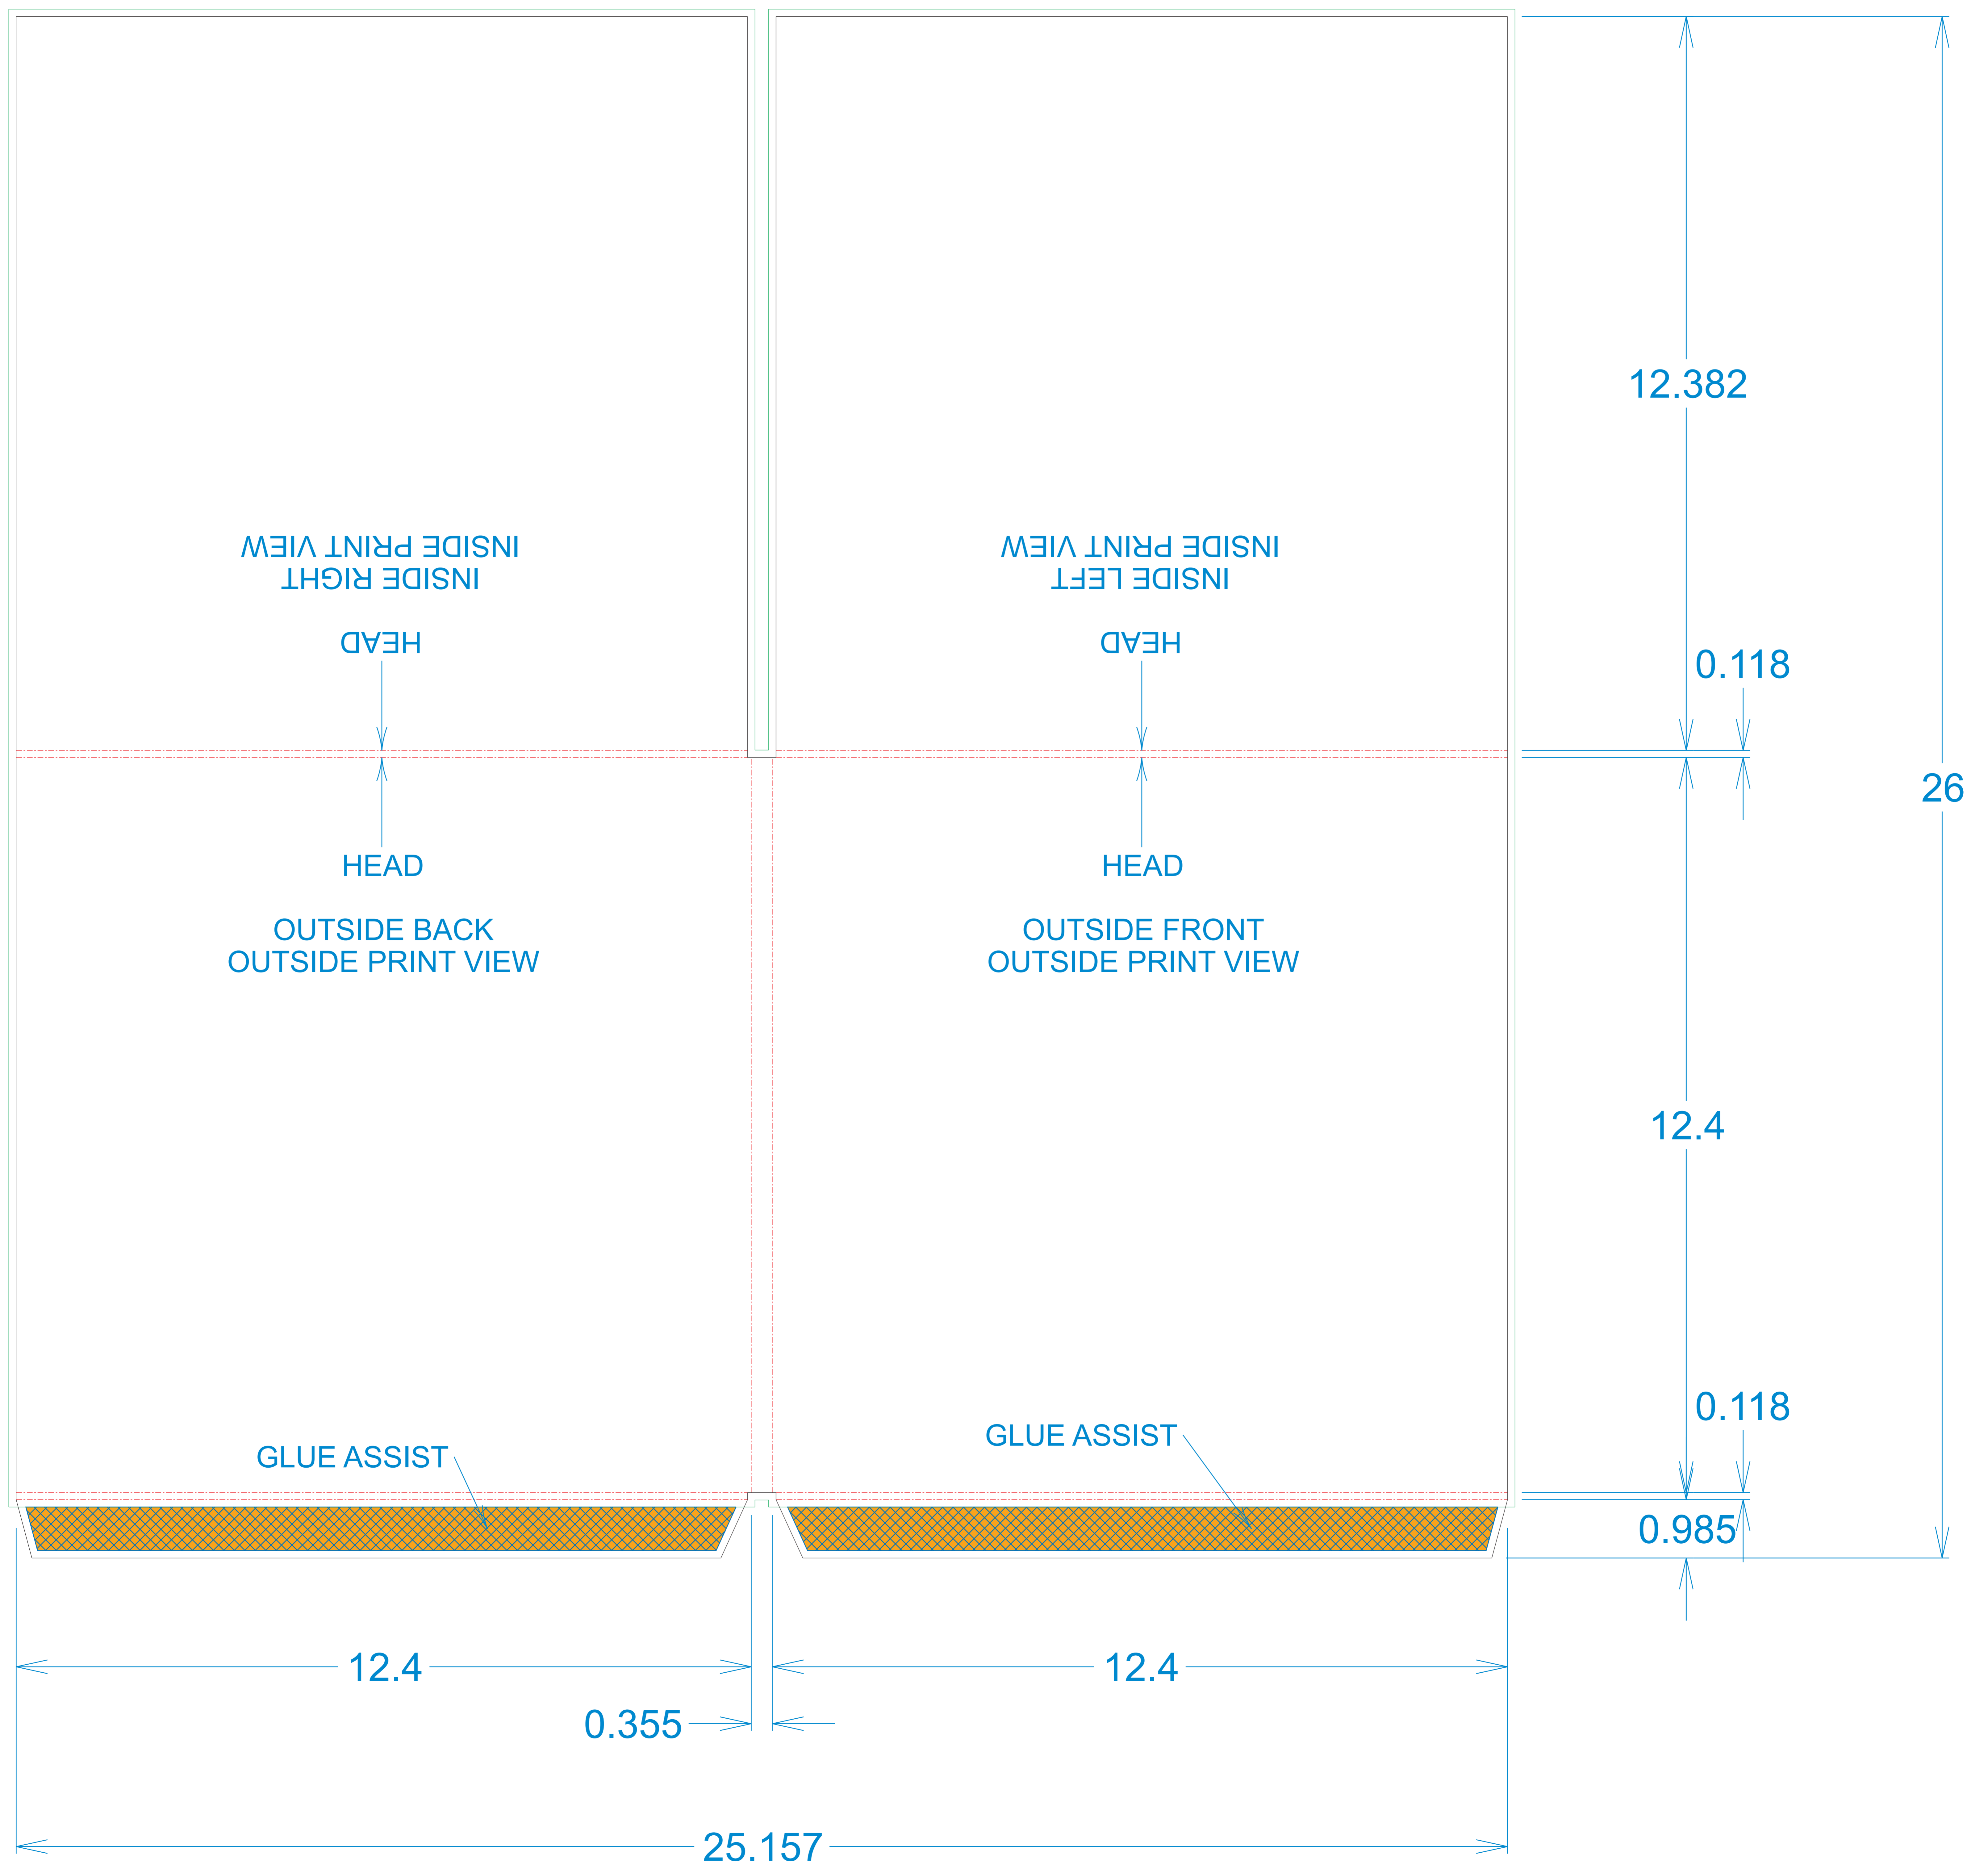 12.382
INSIDE PRINT VIEW
INSIDE RIGHT
HEAD
INSIDE PRINT VIEW
INSIDE LEFT
HEAD
0.118
26
HEAD
OUTSIDE BACK
OUTSIDE PRINT VIEW
HEAD
OUTSIDE FRONT
OUTSIDE PRINT VIEW
12.4
0.118
GLUE ASSIST
GLUE ASSIST
0.985
12.4
12.4
0.355
25.157